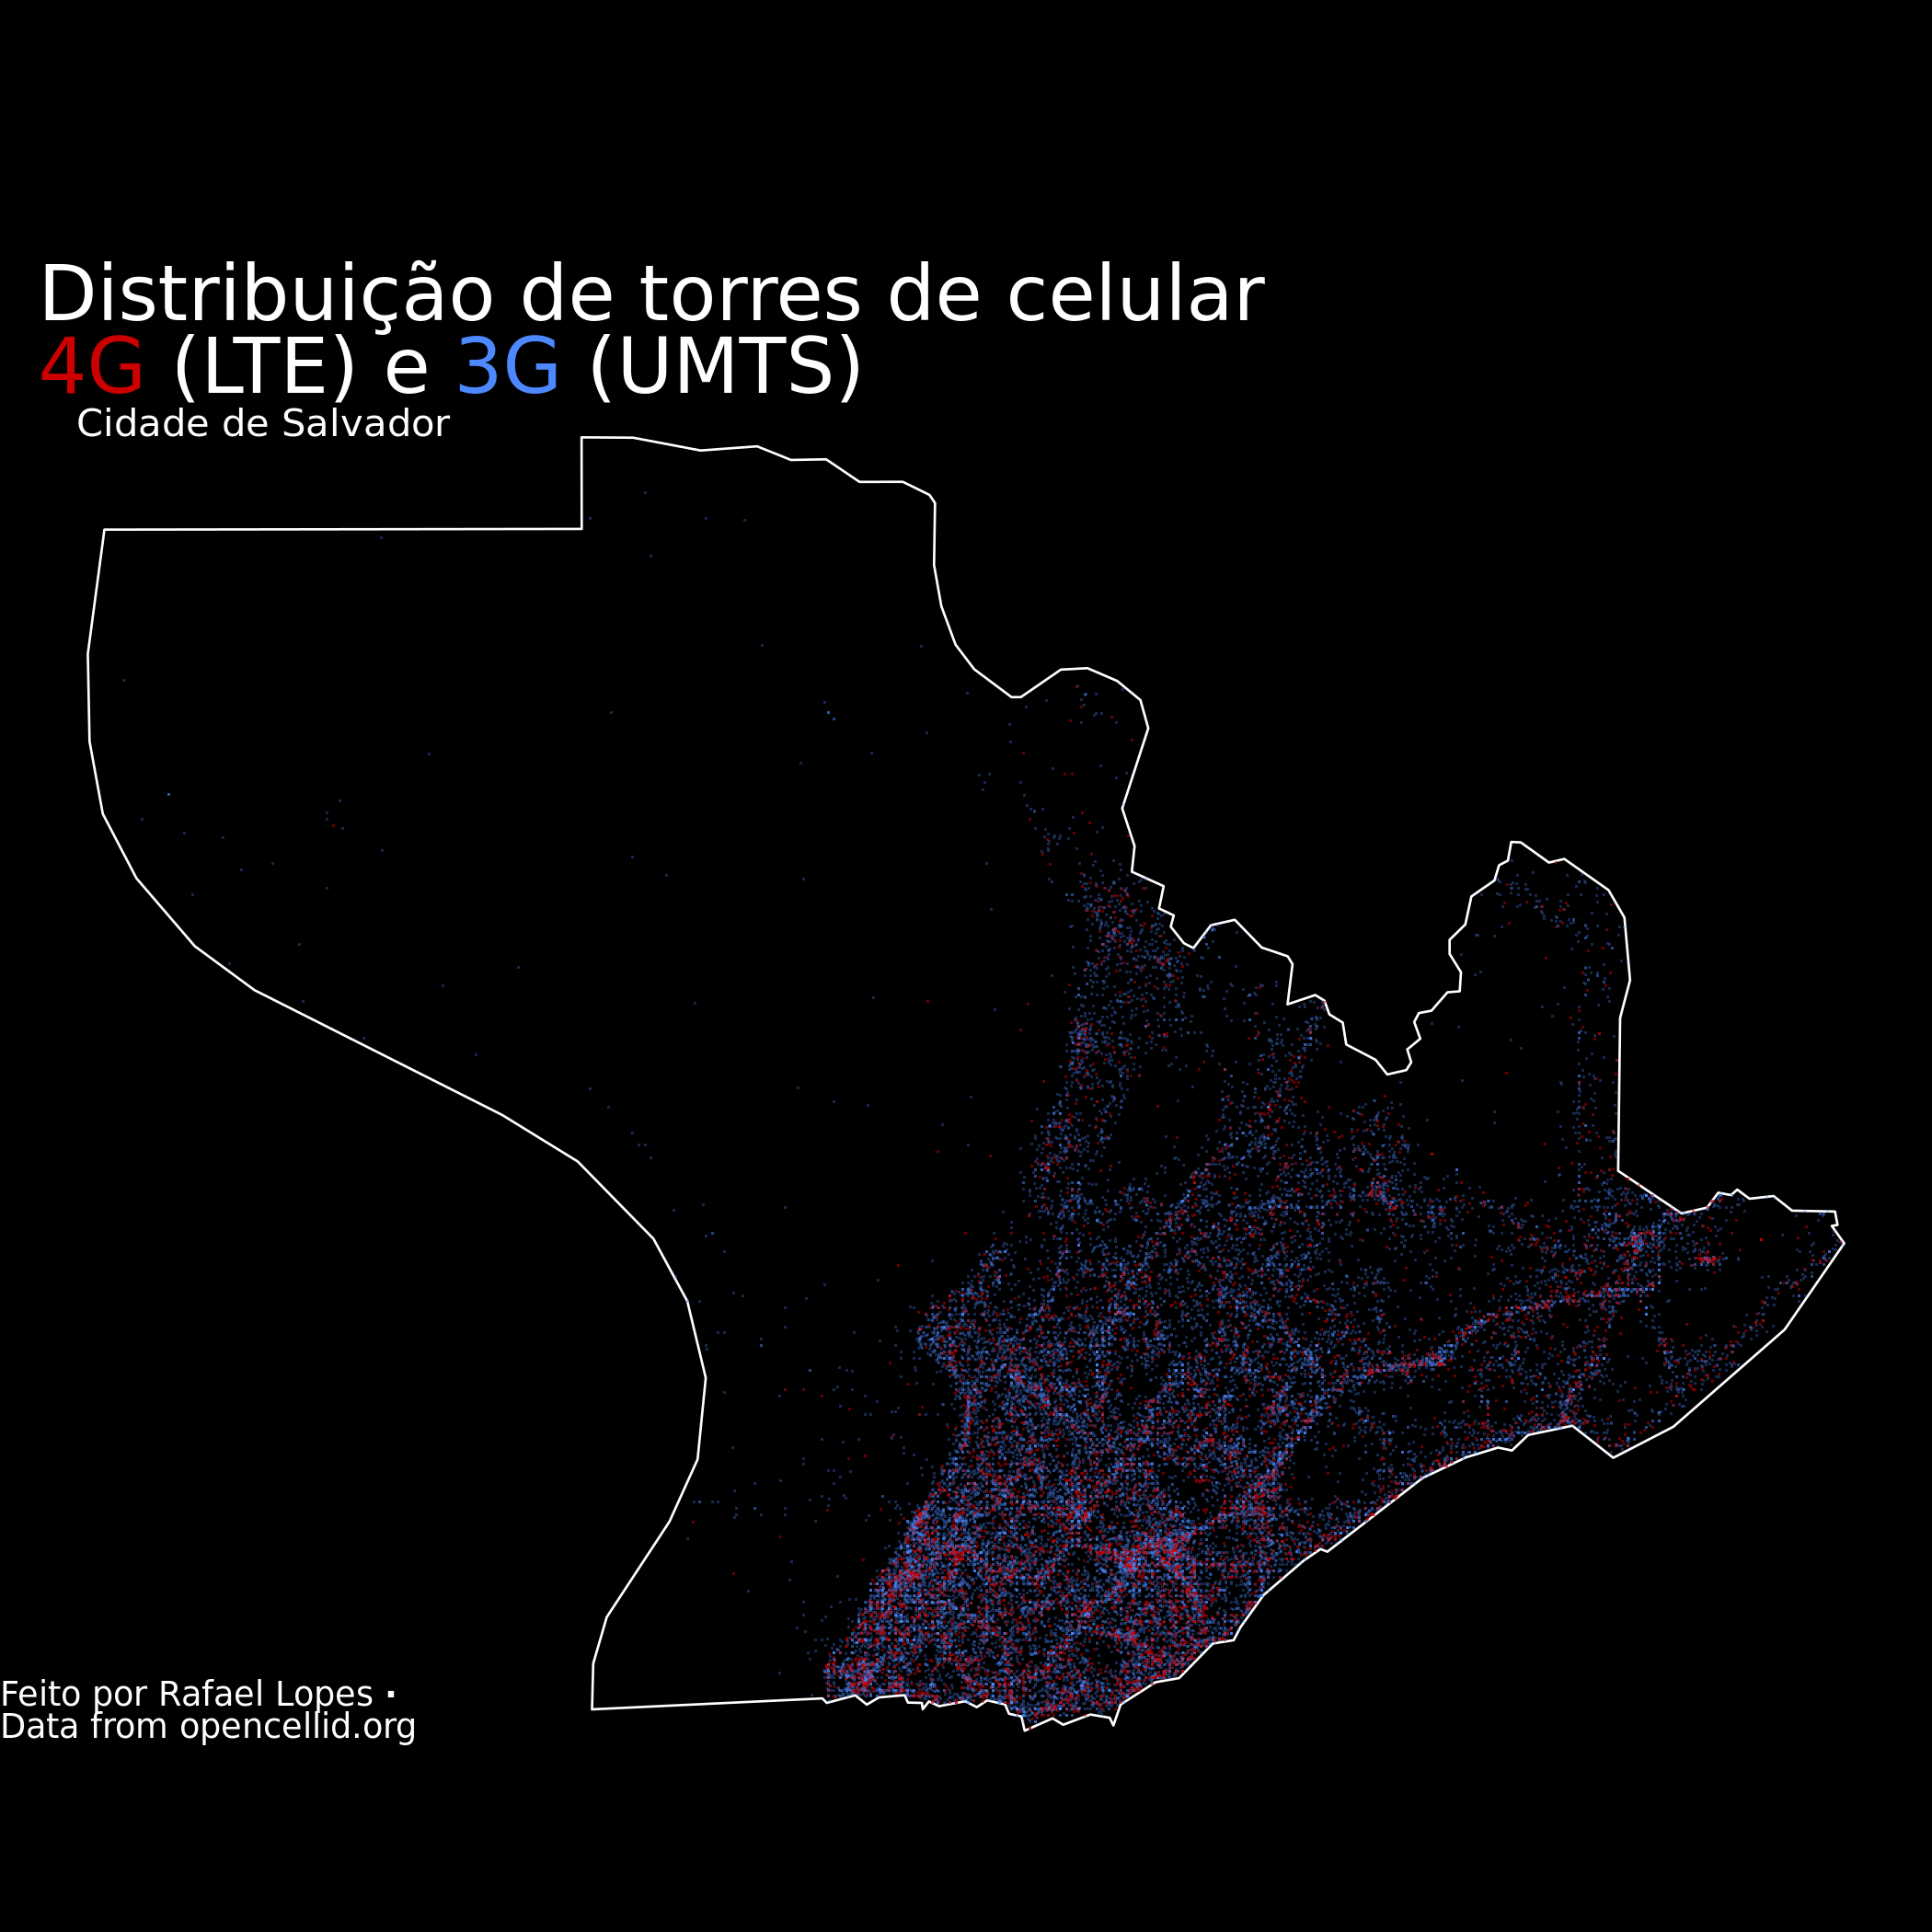 Distribuição de torres de celular
4G (LTE) e 3G (UMTS)
Cidade de Salvador
Feito por Rafael Lopes ·
Data from opencellid.org